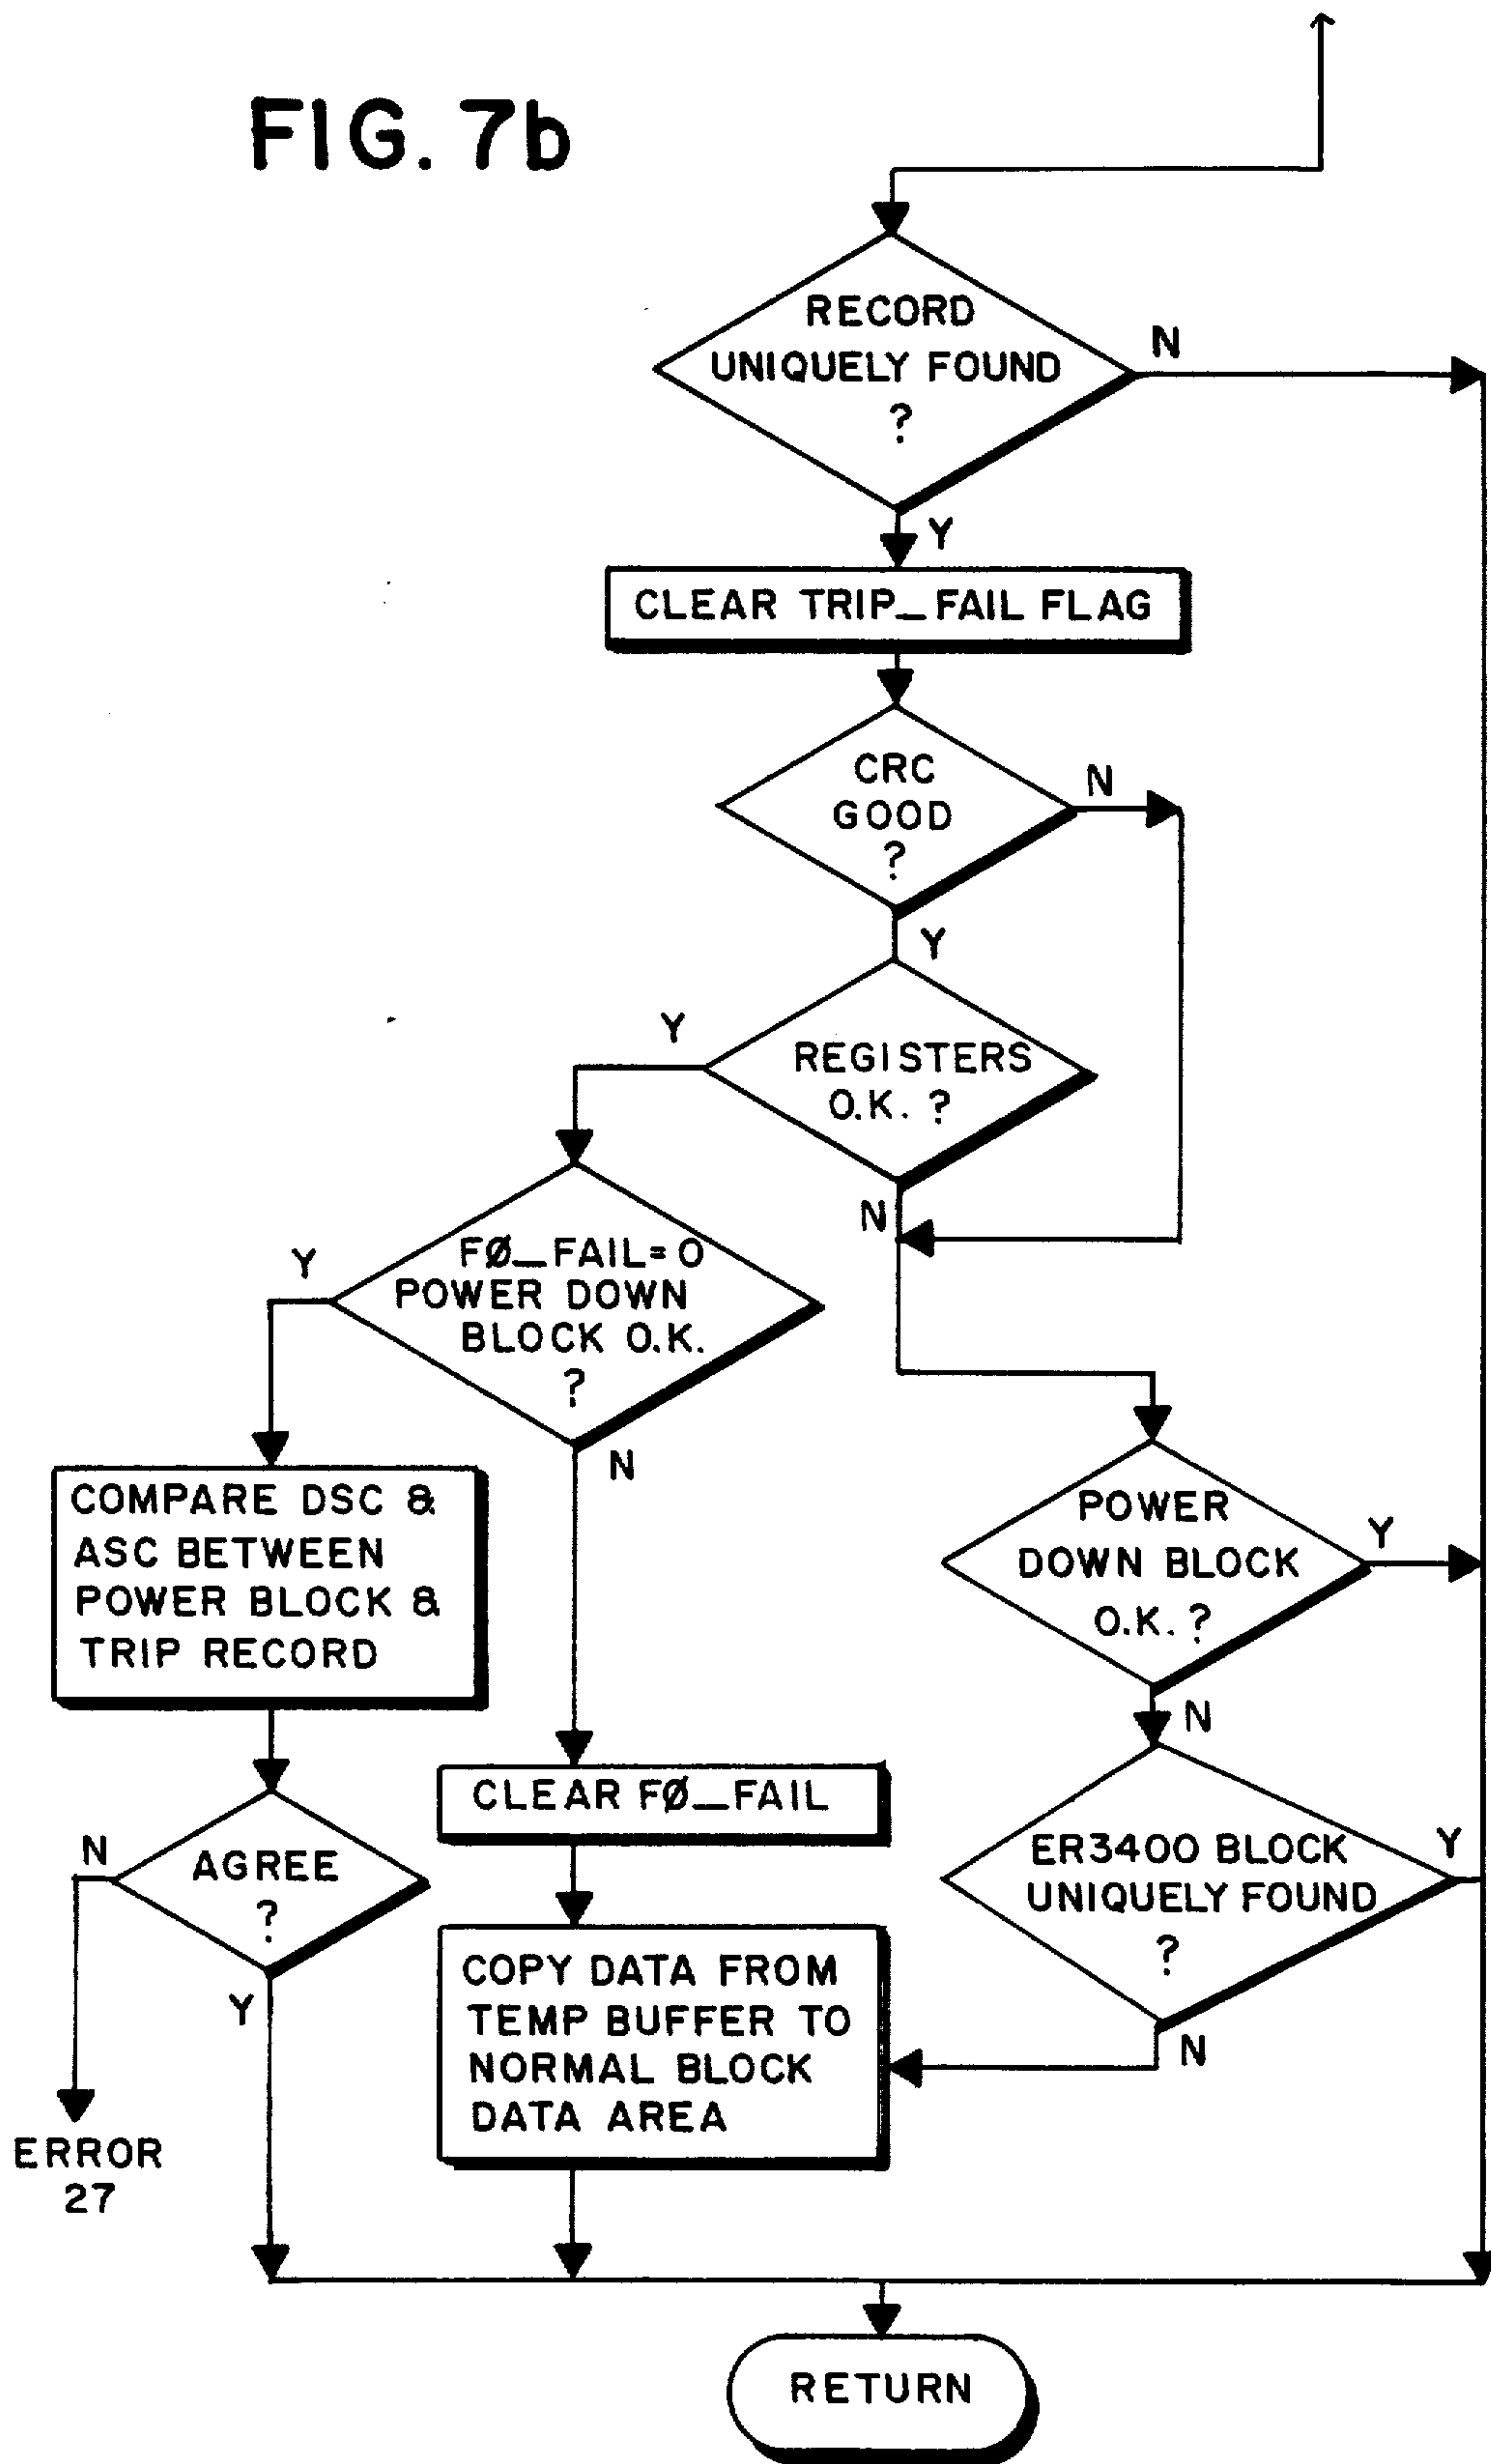 FIG. 7b
RECORD
UNIQUELY FOUND
?
N
Y
CLEAR TRIP_FAIL FLAG
CRC
GOOD
?
N
Y
REGISTERS
O.K. ?
Y
N
FØ_FAIL=0
POWER DOWN
BLOCK O.K.
?
Y
N
COMPARE DSC &
ASC BETWEEN
POWER BLOCK &
TRIP RECORD
POWER
DOWN BLOCK
O.K. ?
Y
N
CLEAR FØ_FAIL
AGREE
?
N
Y
ER3400 BLOCK
UNIQUELY FOUND
?
Y
N
COPY DATA FROM
TEMP BUFFER TO
NORMAL BLOCK
DATA AREA
ERROR
27
RETURN